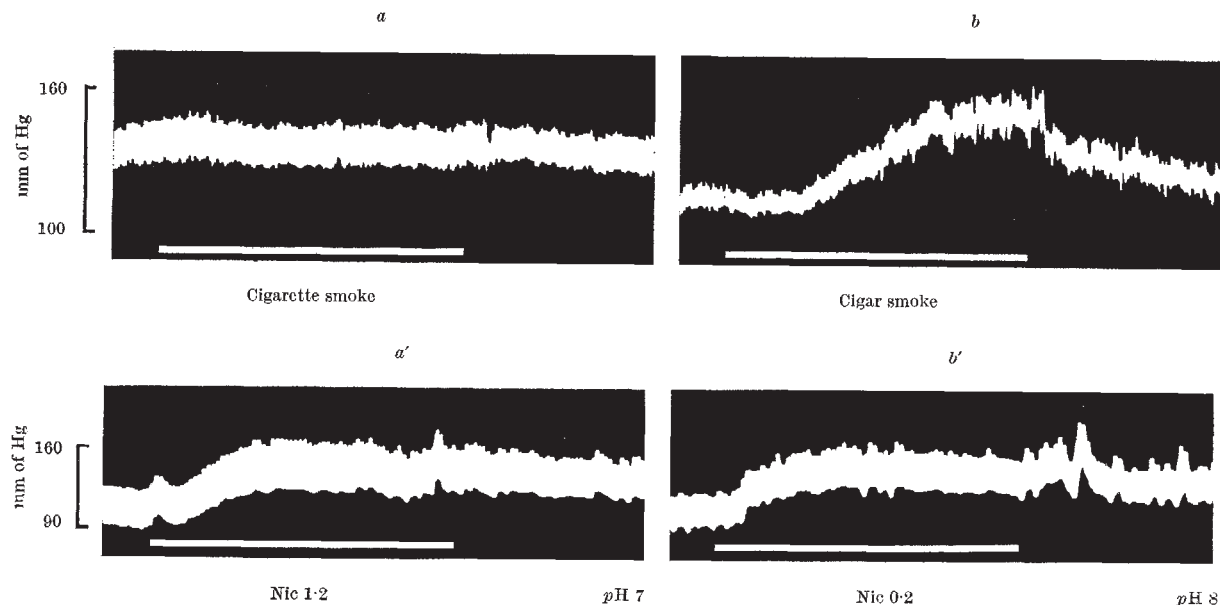 a
b
160
mm of Hg
100
Cigarette smoke
Cigar smoke
a′
b′
160
mm of Hg
90
Nic 1·2
pH 7
Nic 0·2
pH 8